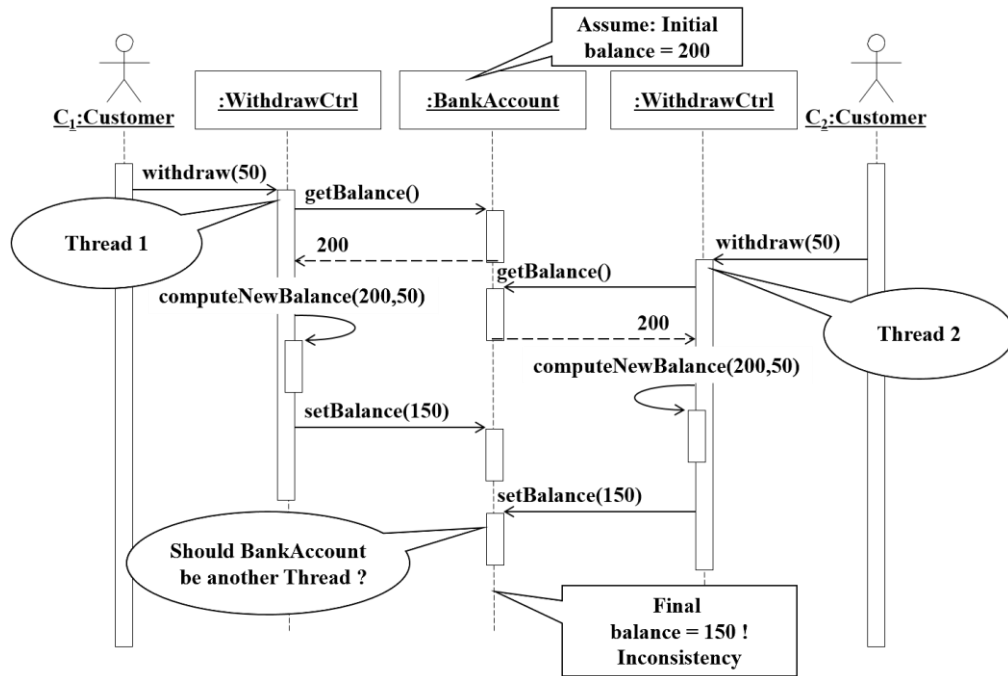 Assume: Initial
balance = 200
:WithdrawCtrl
:BankAccount
:WithdrawCtrl
C1:Customer
C2:Customer
withdraw(50)
getBalance()
Thread 1
200
withdraw(50)
getBalance()
computeNewBalance(200,50)
200
Thread 2
computeNewBalance(200,50)
setBalance(150)
setBalance(150)
Should BankAccount
be another Thread ?
Final
balance = 150 !
Inconsistency